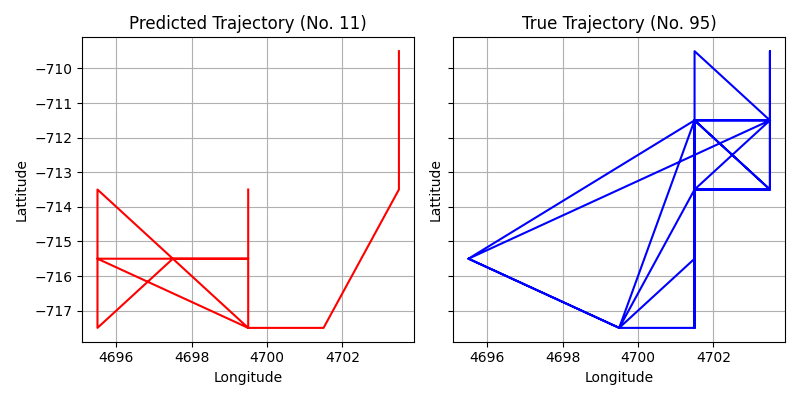 Predicted Trajectory (No. 11)
True Trajectory (No. 95)
Lattitude
−710
−711
−712
−713
−714
−715
−716
−717
4696 4698 4700 4702
Longitude
Lattitude
4696 4698 4700 4702
Longitude